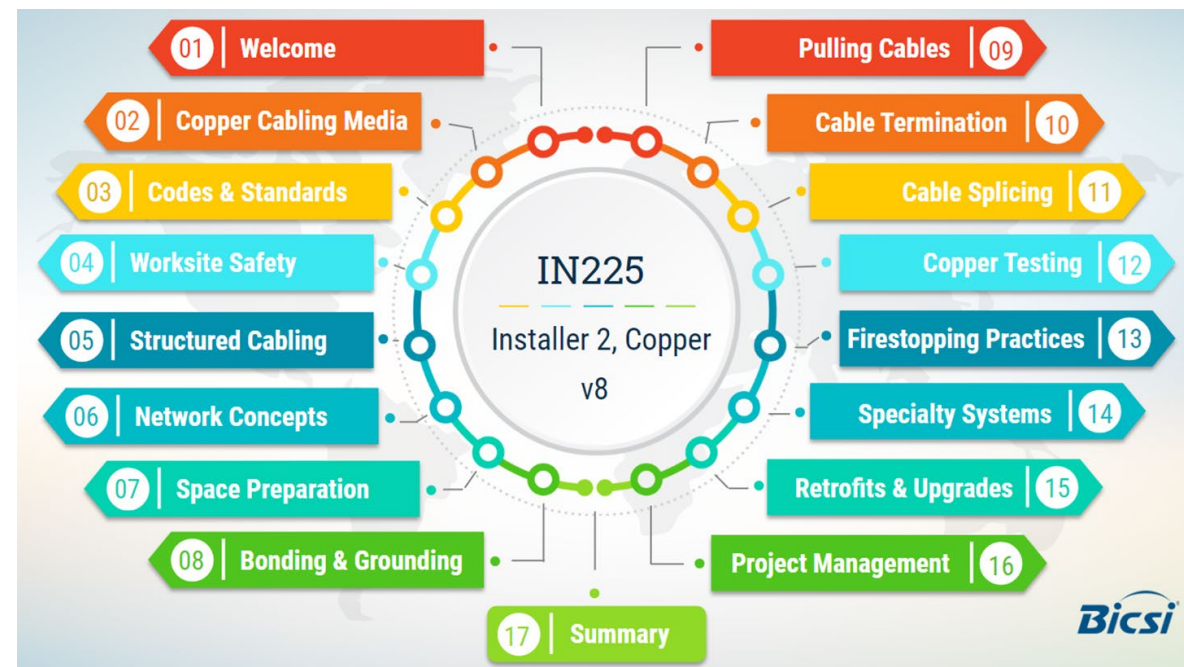 01 Welcome
02 Copper Cabling Media
03 Codes & Standards
04 Worksite Safety
05 Structured Cabling
06 Network Concepts
07 Space Preparation
08 Bonding & Grounding
IN225
Installer 2, Copper
v8
Pulling Cables 09
Cable Termination 10
Cable Splicing 11
Copper Testing 12
Firestopping Practices 13
Specialty Systems 14
Retrofits & Upgrades 15
Project Management 16
17 Summary
Bicsi